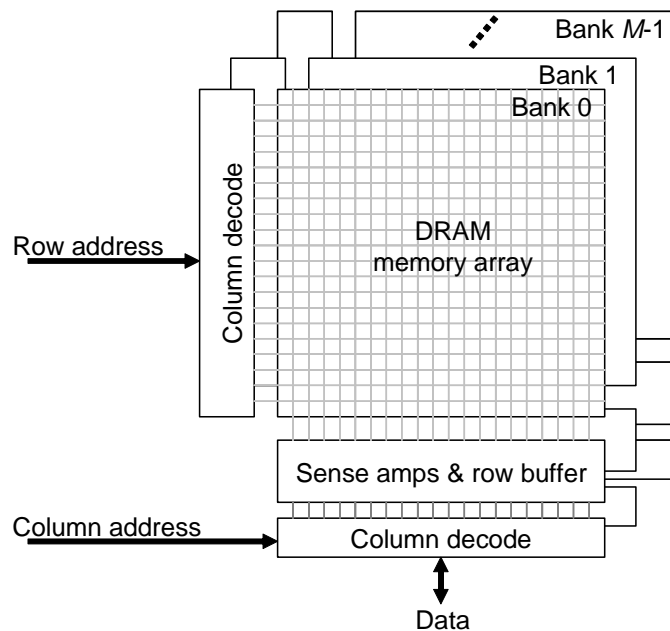 Bank M-1
Bank 1
Bank 0
Column decode
DRAM
memory array
Row address
Sense amps & row buffer
Column address
Column decode
Data